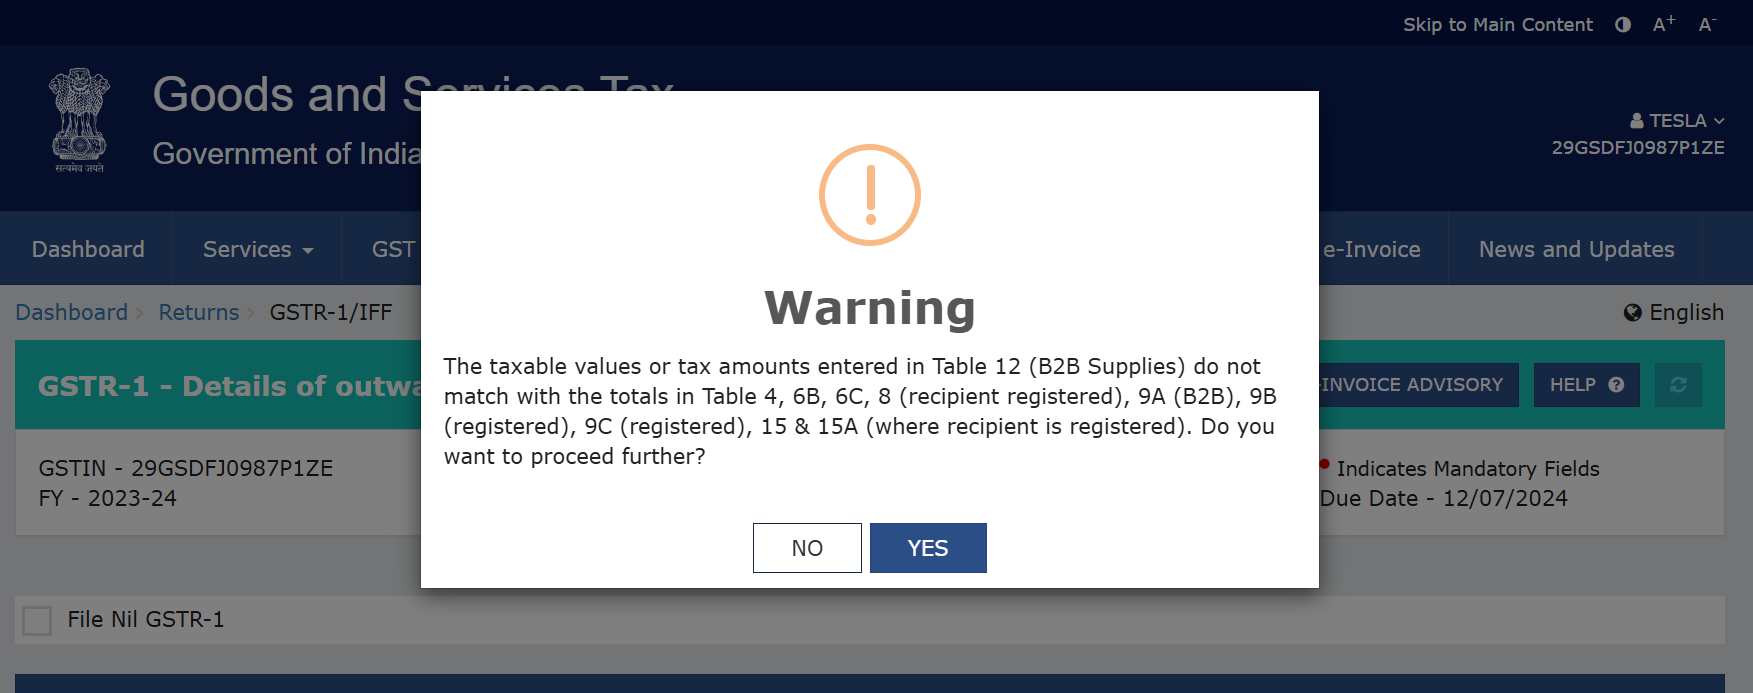 Skip to Main Content A+ A-
Goods and Services Tax
Government of India
सत्यमेव जयते
TESLA
29GSDFJ0987P1ZE
Dashboard Services GST e-Invoice News and Updates
Dashboard > Returns > GSTR-1/IFF English
GSTR-1 - Details of outwa
-INVOICE ADVISORY HELP ?
GSTIN - 29GSDFJ0987P1ZE
FY - 2023-24
Indicates Mandatory Fields
Due Date - 12/07/2024
Warning
The taxable values or tax amounts entered in Table 12 (B2B Supplies) do not
match with the totals in Table 4, 6B, 6C, 8 (recipient registered), 9A (B2B), 9B
(registered), 9C (registered), 15 & 15A (where recipient is registered). Do you
want to proceed further?
NO YES
File Nil GSTR-1